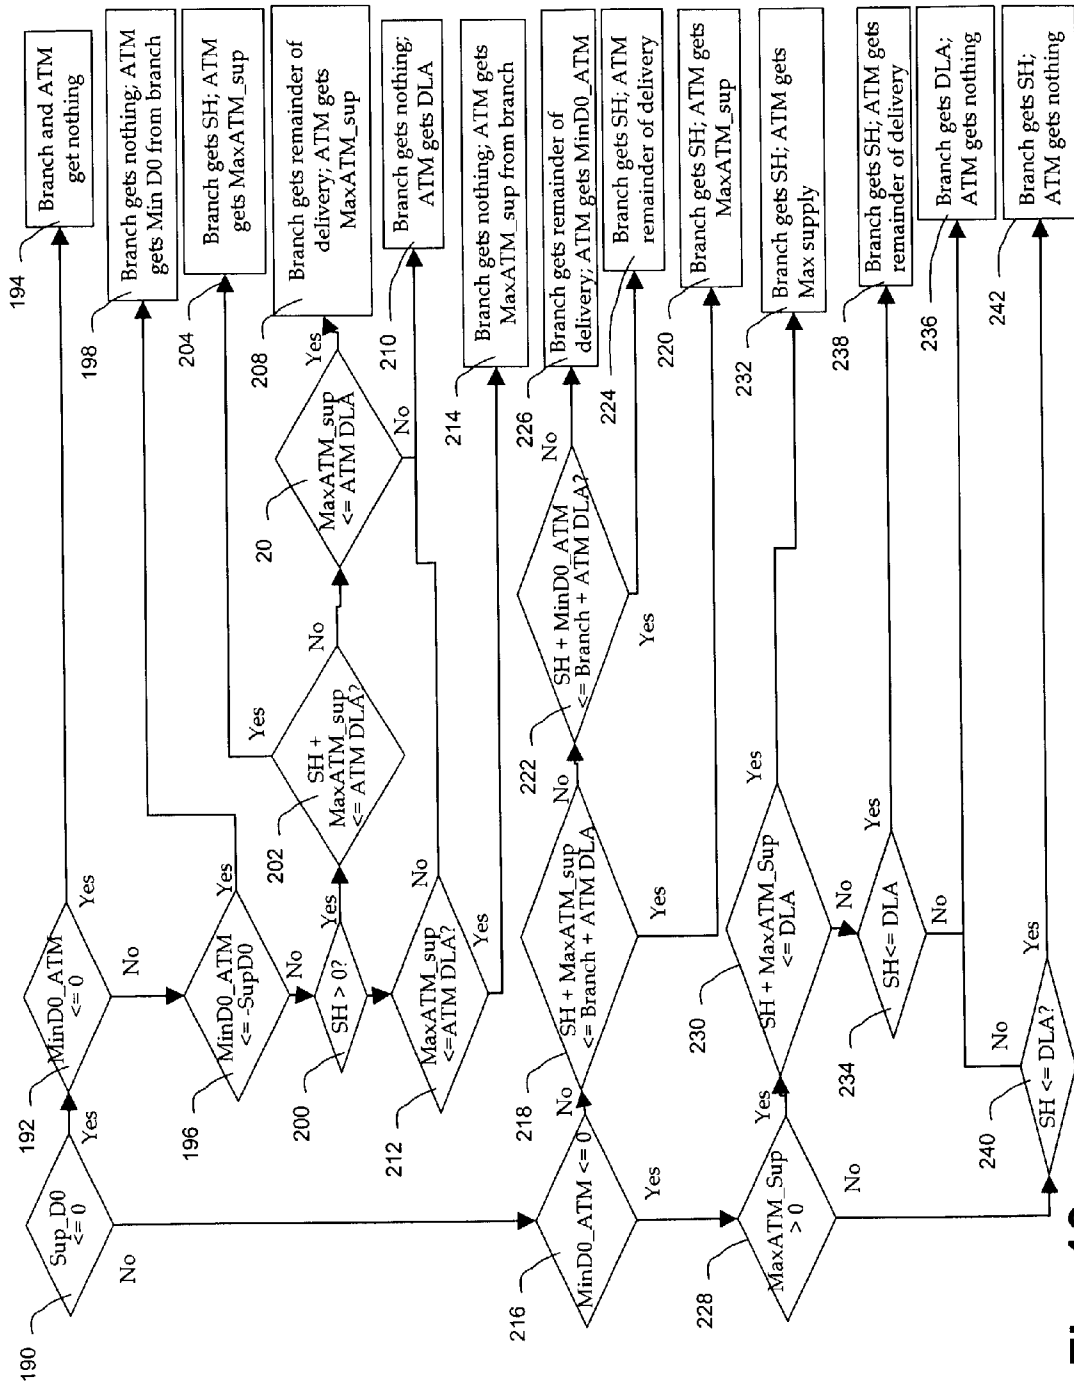 190
Sup_D0
<= 0
Yes
No
192
MinD0_ATM
<= 0
Yes
No
194
Branch and ATM
get nothing
196
MinD0_ATM
<= -SupD0
Yes
No
198
Branch gets nothing; ATM
gets Min D0 from branch
200
SH > 0?
Yes
202
SH +
MaxATM_sup
<= ATM DLA?
Yes
No
204
Branch gets SH; ATM
gets MaxATM_sup
20
MaxATM_sup
<= ATM DLA
Yes
No
208
Branch gets remainder of
delivery; ATM gets
MaxATM_sup
210
Branch gets nothing;
ATM gets DLA
212
MaxATM_sup
<=ATM DLA?
No
Yes
214
Branch gets nothing; ATM gets
MaxATM_sup from branch
216
MinD0_ATM <= 0
No
Yes
218
SH + MaxATM_sup
<= Branch + ATM DLA
No
Yes
222
SH + MinD0_ATM
<= Branch + ATM DLA?
No
Yes
226
Branch gets remainder of
delivery; ATM gets MinD0_ATM
224
Branch gets SH; ATM
remainder of delivery
220
Branch gets SH; ATM gets
MaxATM_sup
228
MaxATM_Sup
> 0
Yes
No
230
SH + MaxATM_Sup
<= DLA
Yes
No
232
Branch gets SH; ATM gets
Max supply
234
SH<= DLA
Yes
No
238
Branch gets SH; ATM gets
remainder of delivery
236
Branch gets DLA;
ATM gets nothing
240
SH <= DLA?
No
Yes
242
Branch gets SH;
ATM gets nothing